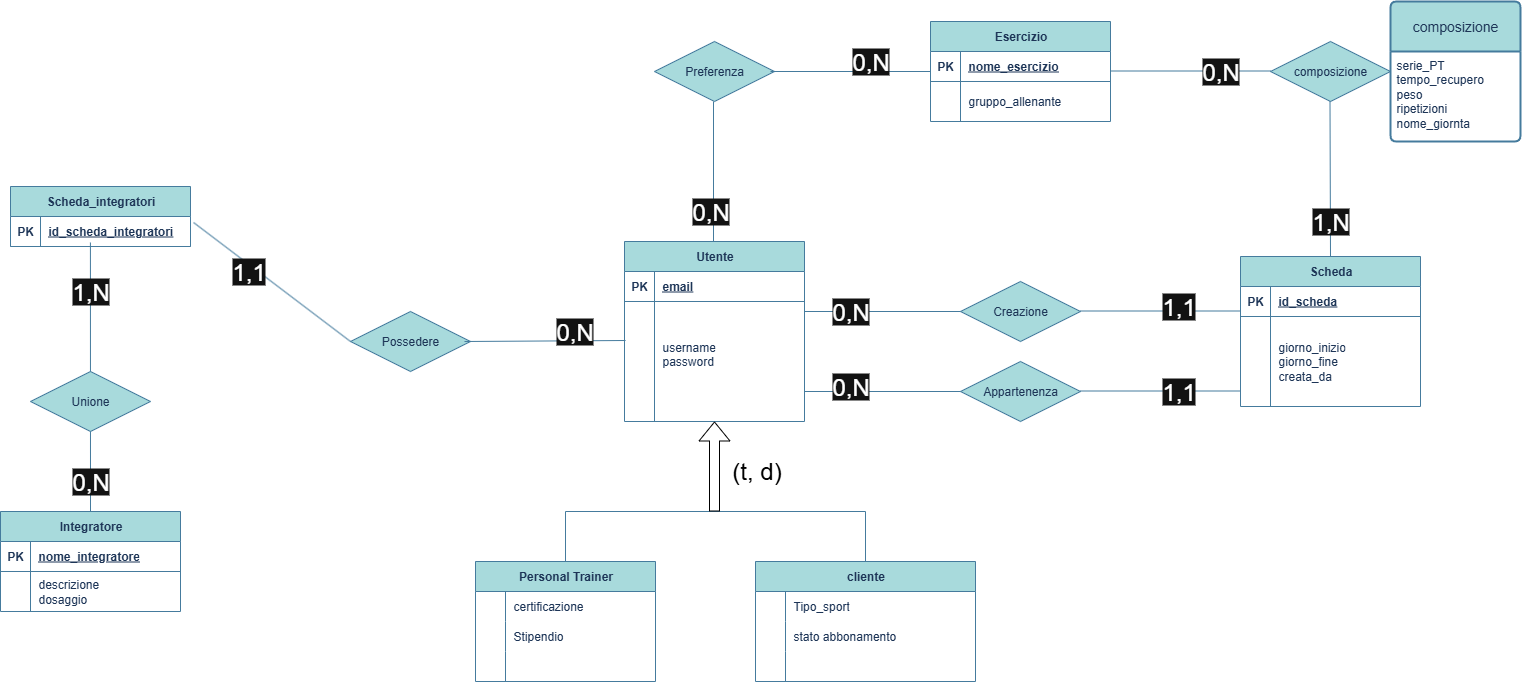 composizione
serie_PT
tempo_recupero
peso
ripetizioni
nome_giornta
Esercizio
PK nome_esercizio
gruppo_allenante
Preferenza
0,N
0,N
composizione
0,N
1,N
Scheda_integratori
PK id_scheda_integratori
1,1
1,N
Possedere
0,N
Utente
PK email
username
password
0,N
Creazione
1,1
0,N
Appartenenza
1,1
Scheda
PK id_scheda
giorno_inizio
giorno_fine
creata_da
Unione
0,N
Integratore
PK nome_integratore
descrizione
dosaggio
(t, d)
Personal Trainer
certificazione
Stipendio
cliente
Tipo_sport
stato abbonamento